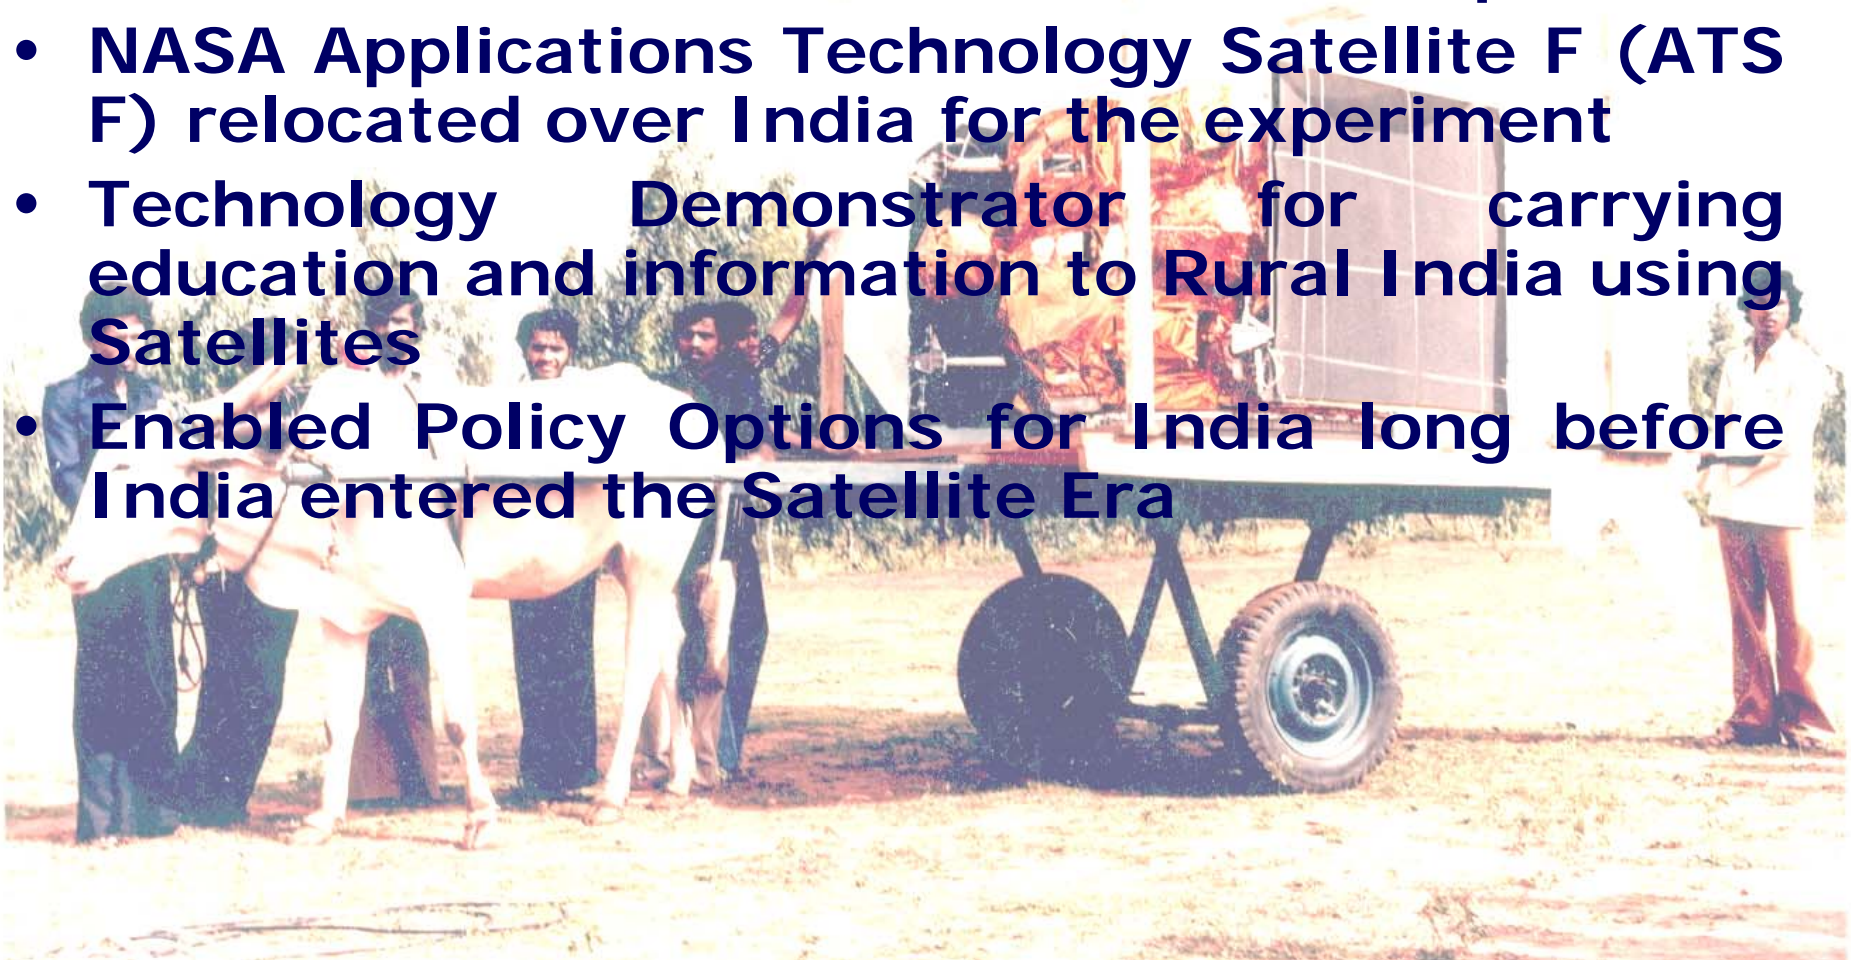 • NASA Applications Technology Satellite F (ATS
F) relocated over India for the experiment
• Technology Demonstrator for carrying
education and information to Rural India using
Satellites
• Enabled Policy Options for India long before
India entered the Satellite Era